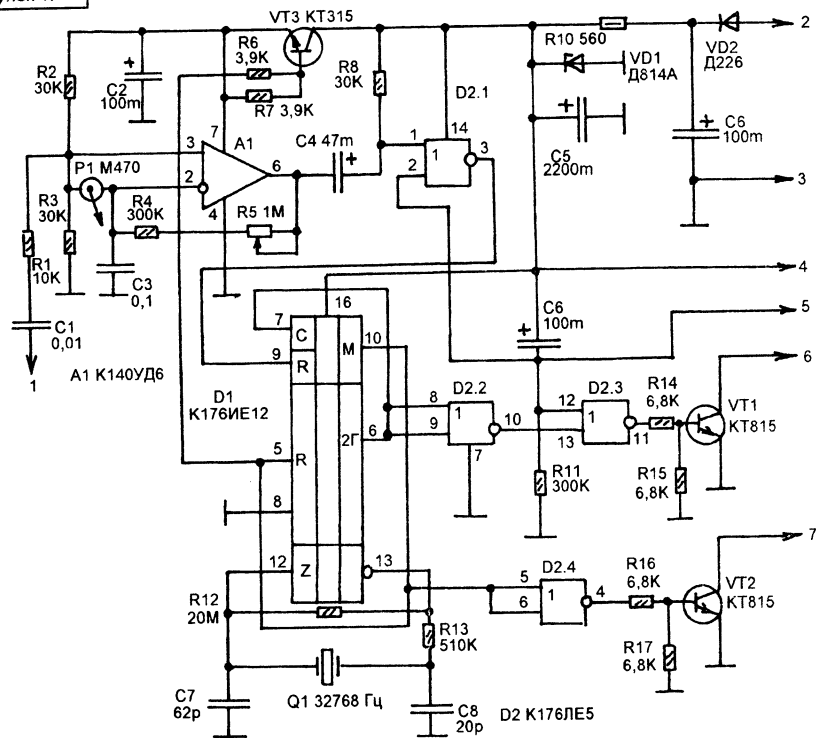 VT3 КТ315
R6
3,9K
R2
30K
C2
100m
R7 3,9K
R8
30K
R10 560
VD1
Д814А
VD2
Д226
2
D2.1
7
A1
C4 47m
14
1
1
2
3
C5
2200m
C6
100m
3
3
2
4
6
P1 М470
R3
30K
R4
300K
R5 1M
R1
10K
C3
0,1
C1
0,01
1
A1 К140УД6
4
5
6
7
C
16
M
10
9
R
D1
К176ИЕ12
C6
100m
D2.2
8
9
1
10
7
D2.3
12
13
1
11
R14
6,8K
VT1
КТ815
R15
6,8K
R11
300K
2Г
6
5
R
8
12
Z
13
R12
20M
R13
510K
D2.4
5
6
1
4
R16
6,8K
VT2
КТ815
7
R17
6,8K
C7
62p
Q1 32768 Гц
C8
20p
D2 К176ЛЕ5